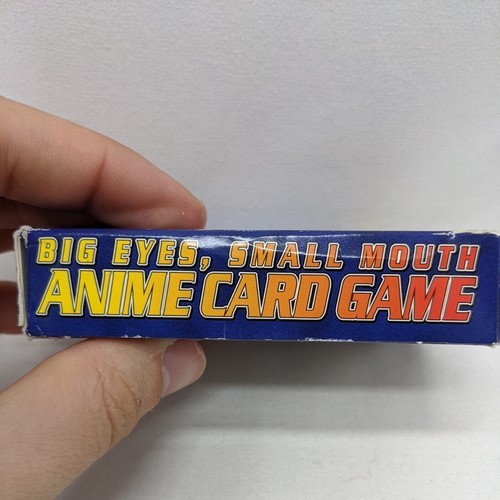 BIG EYES, SMALL MOUTH
ANIME CARD GAME